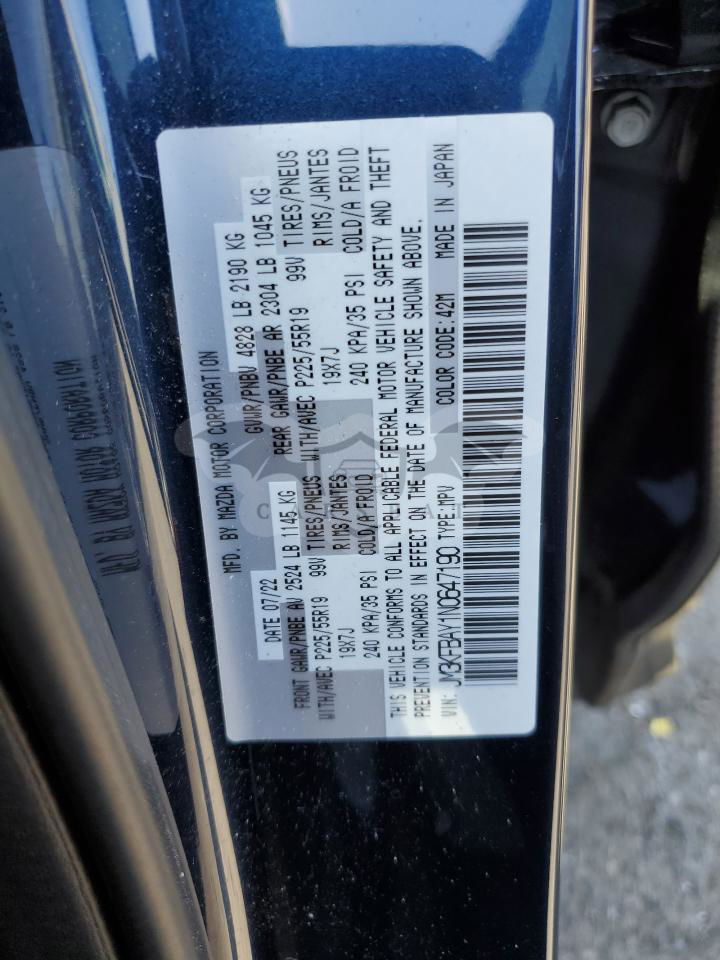 MFD. BY MAZDA MOTOR CORPORATION
DATE 07/22 GVWR/PNBV 4828 LB 2190 KG
FRONT GAWR/PNBE AV 2524 LB 1145 KG REAR GAWR/PNBE AR 2304 LB 1045 KG
WITH/AVEC P225/55R19 99V TIRES/PNEUS WITH/AVEC P225/55R19 99V TIRES/PNEUS
19X7J RIMS/JANTES 19X7J RIMS/JANTES
240 KPA/35 PSI COLD/A FROID 240 KPA/35 PSI COLD/A FROID
THIS VEHICLE CONFORMS TO ALL APPLICABLE FEDERAL MOTOR VEHICLE SAFETY AND THEFT
PREVENTION STANDARDS IN EFFECT ON THE DATE OF MANUFACTURE SHOWN ABOVE.
VIN: JM3KFBAY1N0647190 TYPE:MPV COLOR CODE:42M MADE IN JAPAN